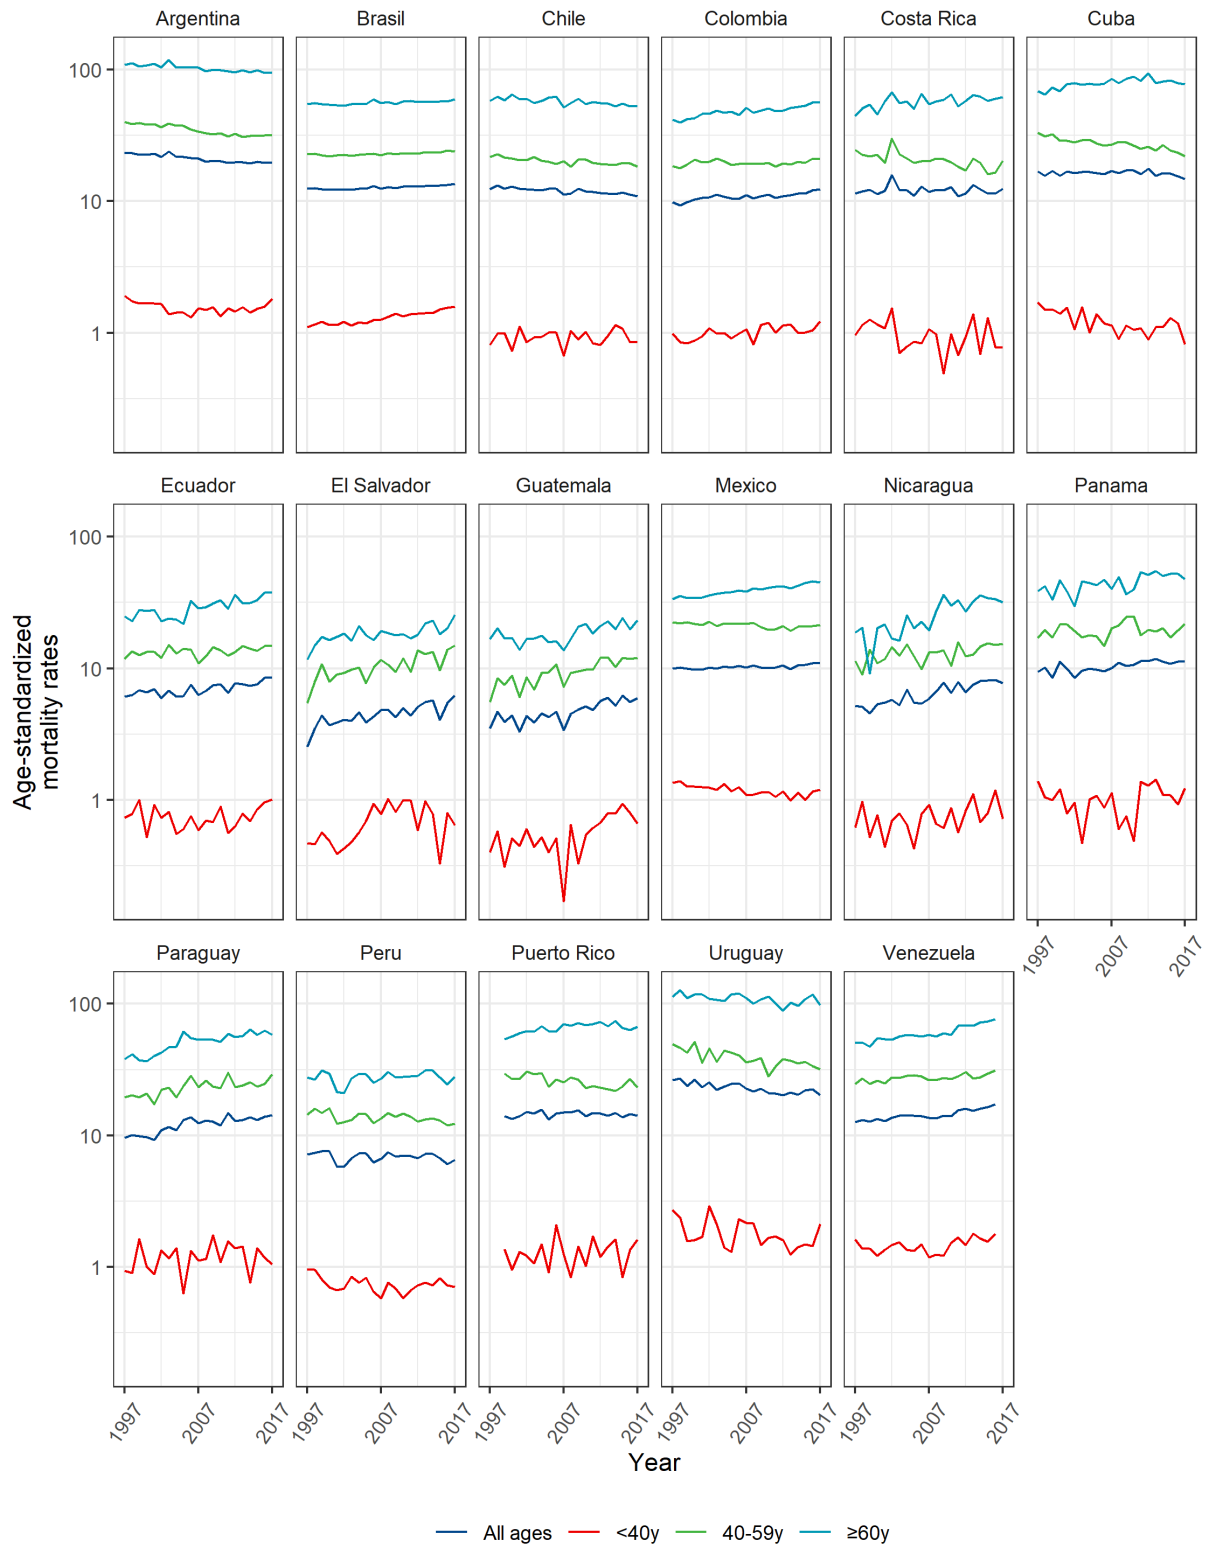 Argentina Brasil Chile Colombia Costa Rica Cuba
100
10
1
Ecuador El Salvador Guatemala Mexico Nicaragua Panama
100
10
1
Age-standardized
mortality rates
1997 2007 2017
Paraguay Peru Puerto Rico Uruguay Venezuela
100
10
1
1997 2007 2017 1997 2007 2017 1997 2007 2017 1997 2007 2017 1997 2007 2017
Year
All ages <40y 40-59y ≥60y